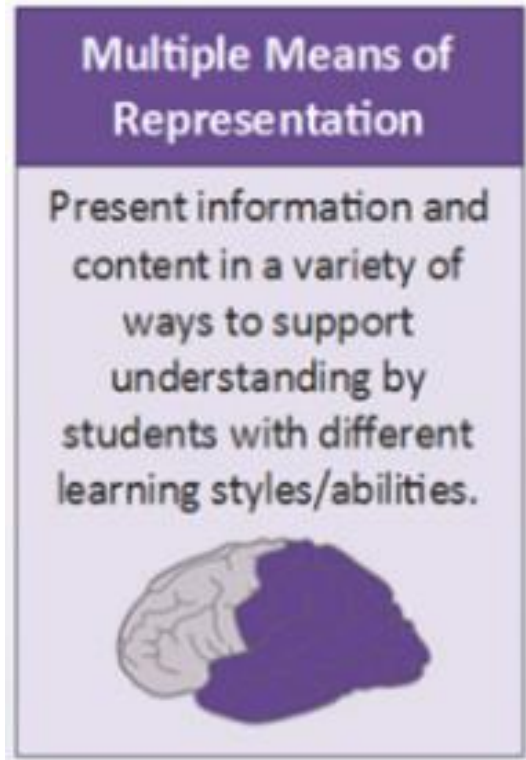 Multiple Means of
Representation
Present information and
content in a variety of
ways to support
understanding by
students with different
learning styles/abilities.